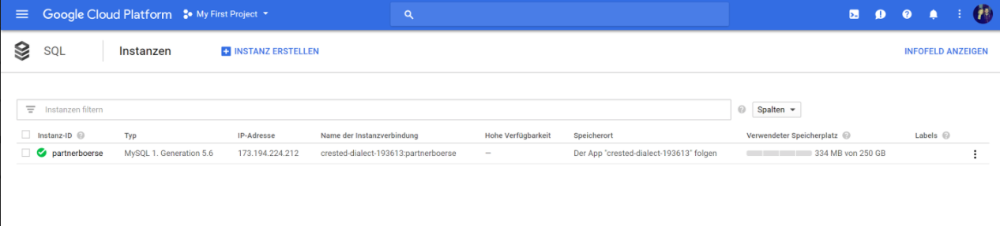 Google Cloud Platform My First Project
SQL Instanzen INSTANZ ERSTELLEN INFOFELD ANZEIGEN
Instanzen filtern Spalten
Instanz-ID Typ IP-Adresse Name der Instanzverbindung Hohe Verfügbarkeit Speicherort Verwendeter Speicherplatz Labels
partnerboerse MySQL 1. Generation 5.6 173.194.224.212 crested-dialect-193613:partnerboerse — Der App "crested-dialect-193613" folgen 334 MB von 250 GB